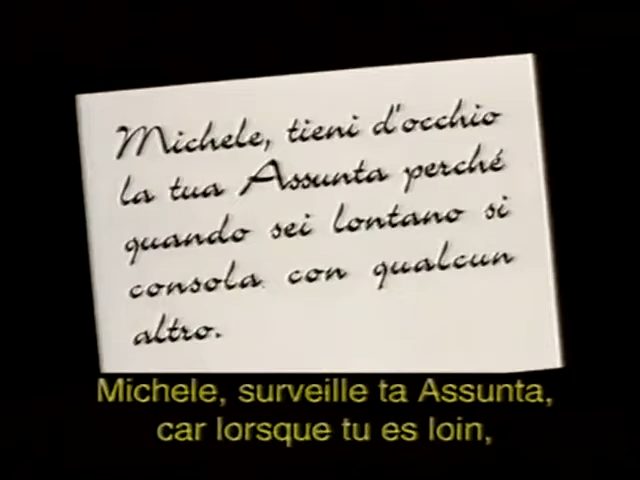 Michele, tieni d'occhio
la tua Assunta perché
quando sei lontano si
consola con qualcun
altro.
Michele, surveille ta Assunta,
car lorsque tu es loin,